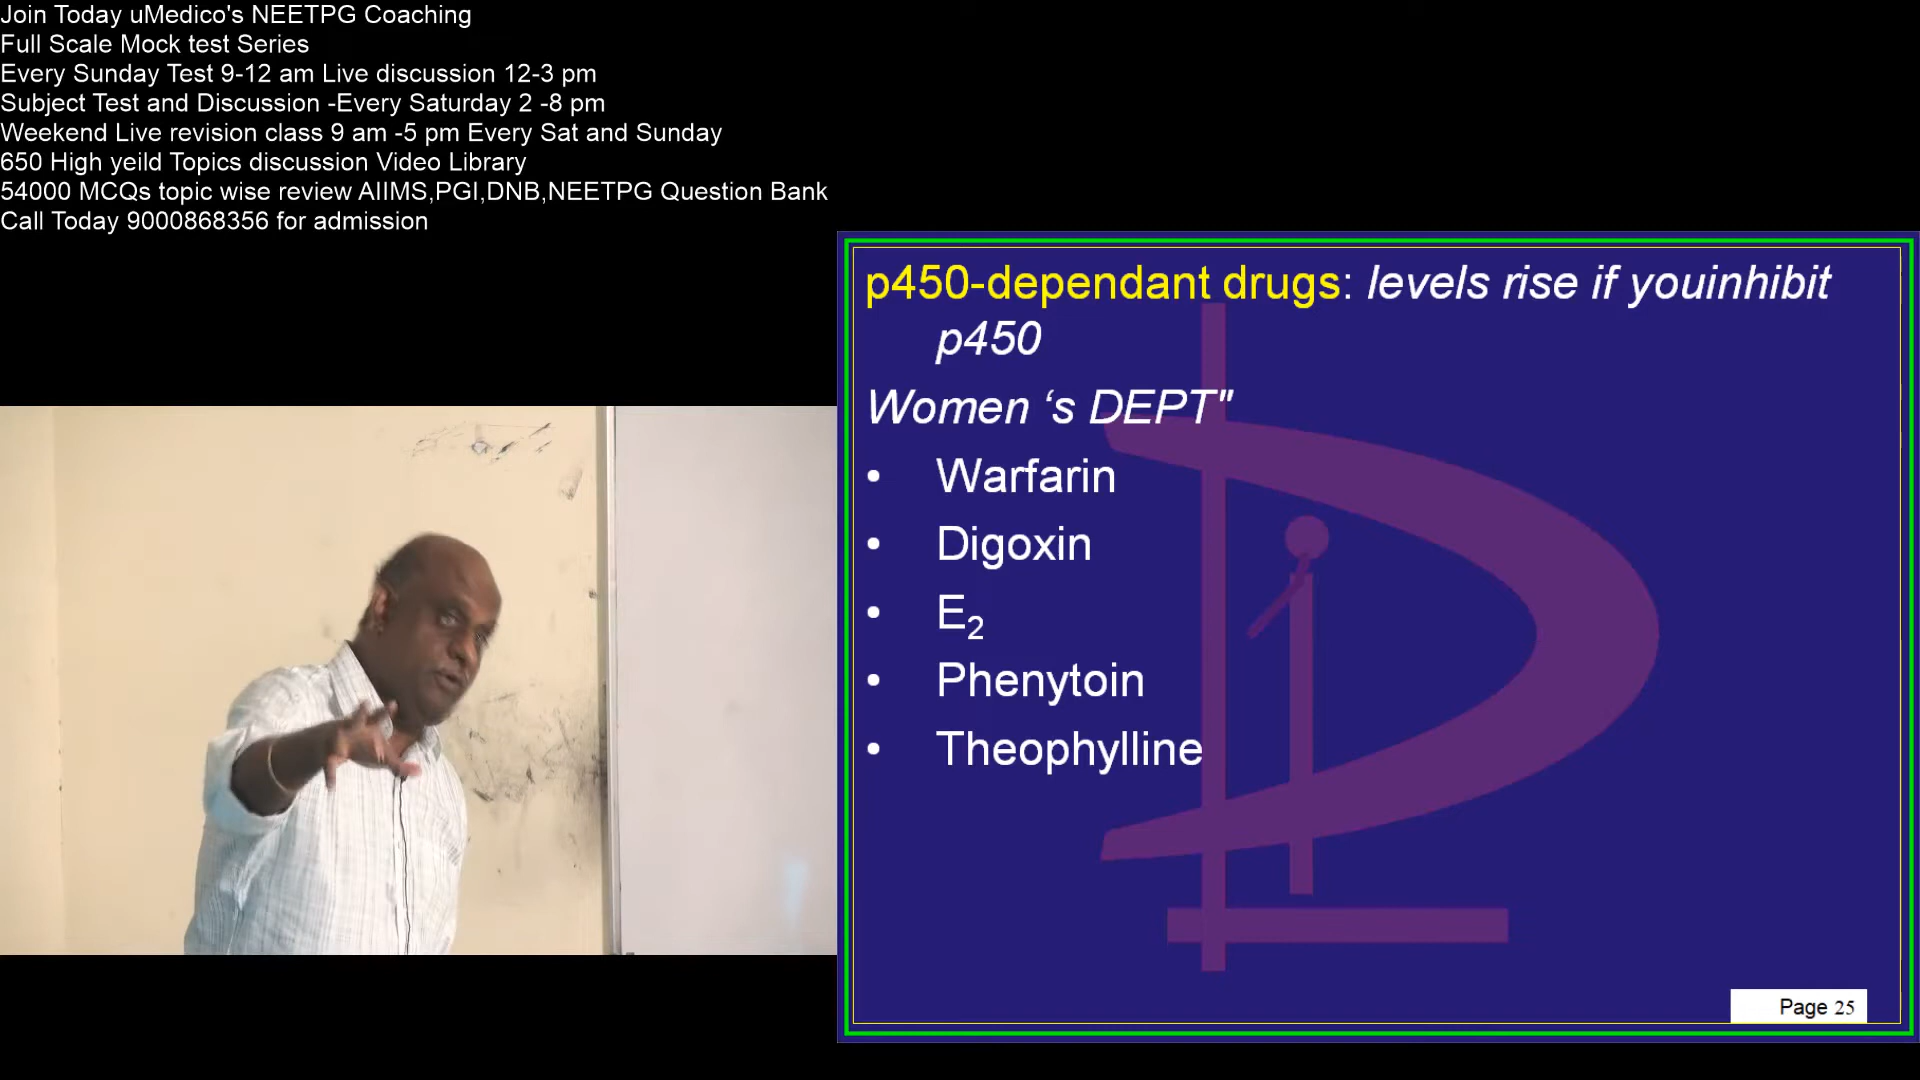 Join Today uMedico's NEETPG Coaching
Full Scale Mock test Series
Every Sunday Test 9-12 am Live discussion 12-3 pm
Subject Test and Discussion -Every Saturday 2 -8 pm
Weekend Live revision class 9 am -5 pm Every Sat and Sunday
650 High yeild Topics discussion Video Library
54000 MCQs topic wise review AIIMS,PGI,DNB,NEETPG Question Bank
Call Today 9000868356 for admission
p450-dependant drugs: levels rise if youinhibit
p450
Women ‘s DEPT"
• Warfarin
• Digoxin
• E₂
• Phenytoin
• Theophylline
Page 25